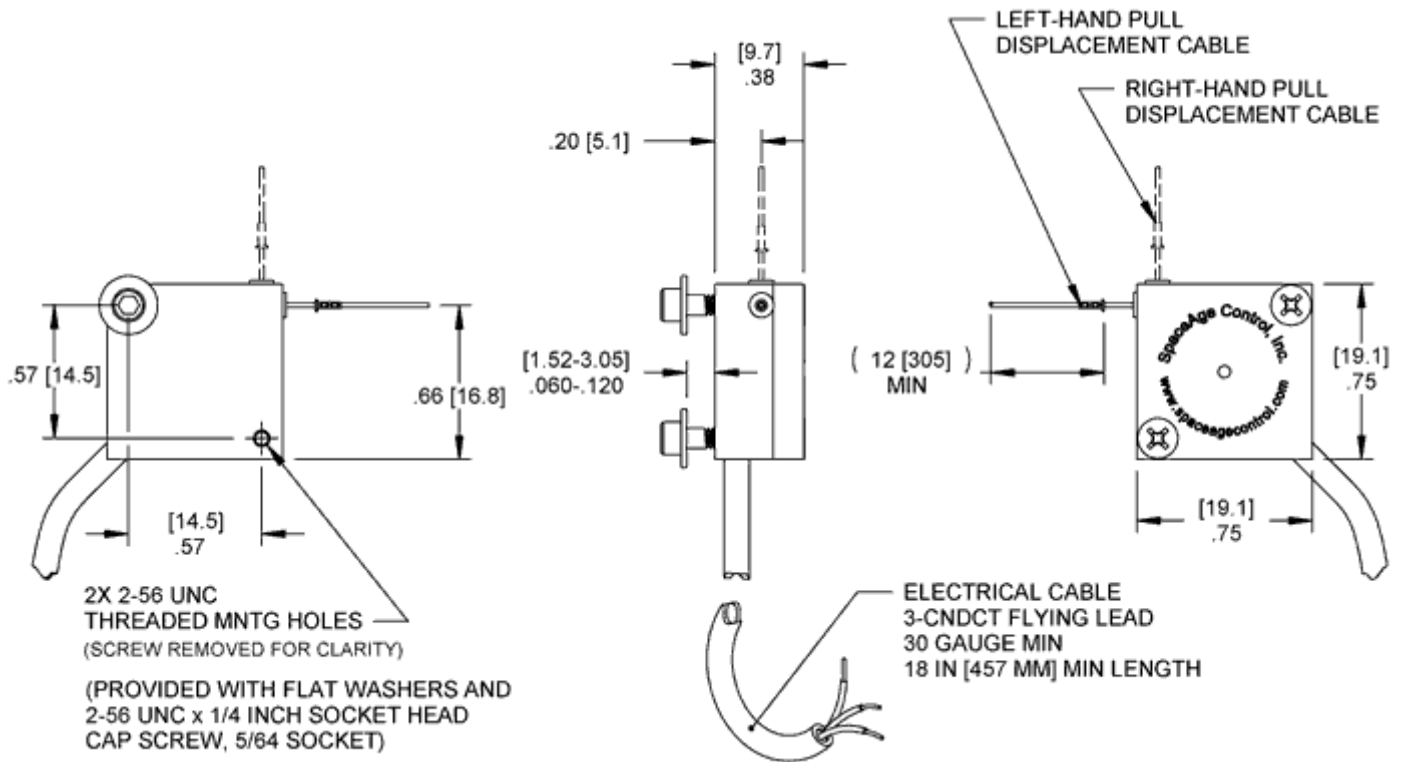 LEFT-HAND PULL
DISPLACEMENT CABLE
RIGHT-HAND PULL
DISPLACEMENT CABLE
[9.7]
.38
.20 [5.1]
.57 [14.5]
.66 [16.8]
[14.5]
.57
[1.52-3.05]
.060-.120
( 12 [305] )
MIN
SpaceAge Control, Inc.
www.spaceagecontrol.com
[19.1]
.75
[19.1]
.75
2X 2-56 UNC
THREADED MNTG HOLES
(SCREW REMOVED FOR CLARITY)
(PROVIDED WITH FLAT WASHERS AND
2-56 UNC x 1/4 INCH SOCKET HEAD
CAP SCREW, 5/64 SOCKET)
ELECTRICAL CABLE
3-CNDCT FLYING LEAD
30 GAUGE MIN
18 IN [457 MM] MIN LENGTH